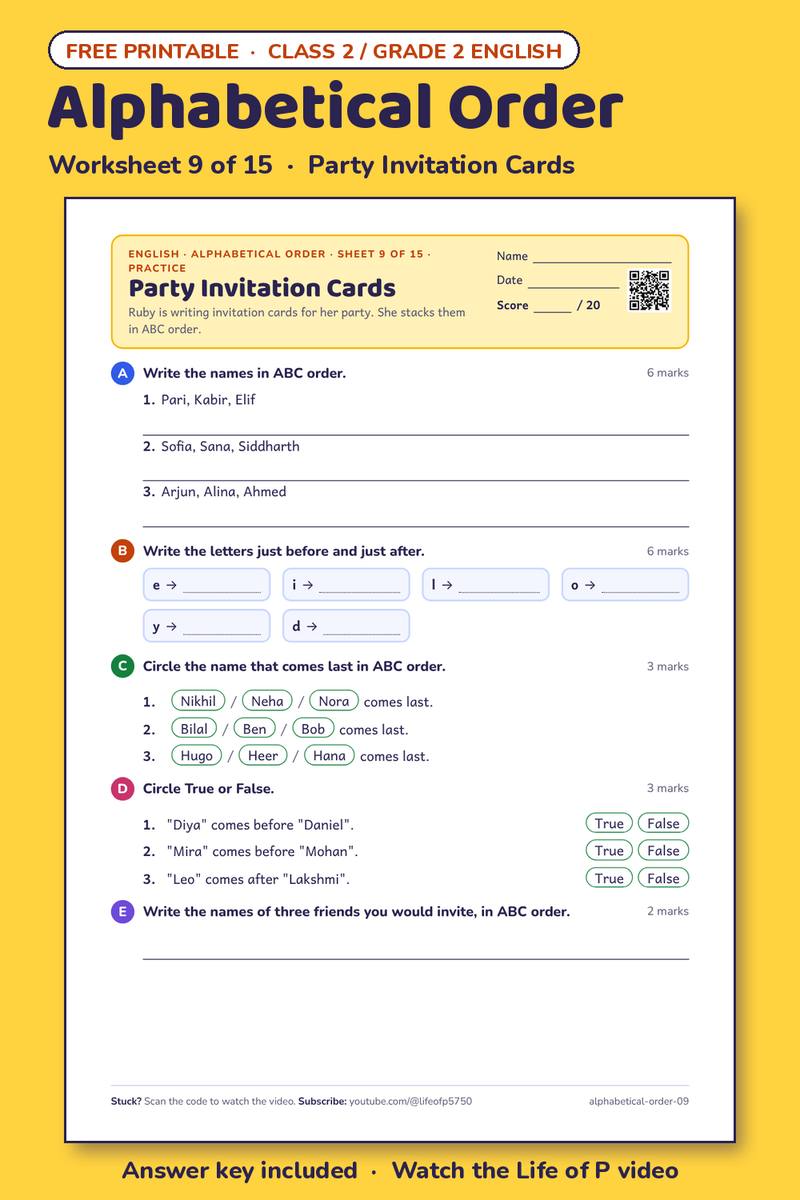 FREE PRINTABLE · CLASS 2 / GRADE 2 ENGLISH
Alphabetical Order
Worksheet 9 of 15 · Party Invitation Cards
ENGLISH · ALPHABETICAL ORDER · SHEET 9 OF 15 ·
PRACTICE
Party Invitation Cards
Ruby is writing invitation cards for her party. She stacks them
in ABC order.
Name
Date
Score / 20
A Write the names in ABC order. 6 marks
1. Pari, Kabir, Elif
2. Sofia, Sana, Siddharth
3. Arjun, Alina, Ahmed
B Write the letters just before and just after. 6 marks
e → i → l → o →
y → d →
C Circle the name that comes last in ABC order. 3 marks
1. Nikhil / Neha / Nora comes last.
2. Bilal / Ben / Bob comes last.
3. Hugo / Heer / Hana comes last.
D Circle True or False. 3 marks
1. "Diya" comes before "Daniel". True False
2. "Mira" comes before "Mohan". True False
3. "Leo" comes after "Lakshmi". True False
E Write the names of three friends you would invite, in ABC order. 2 marks
Stuck? Scan the code to watch the video. Subscribe: youtube.com/@lifeofp5750 alphabetical-order-09
Answer key included · Watch the Life of P video